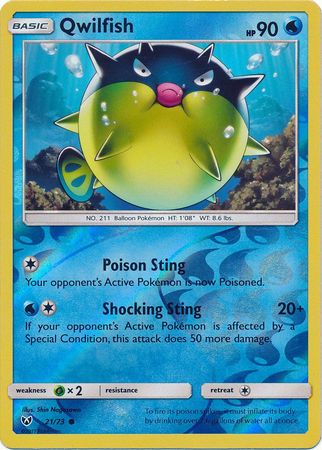 BASIC
Qwilfish
HP 90
NO. 211 Balloon Pokémon HT: 1'08" WT: 8.6 lbs.
Poison Sting
Your opponent's Active Pokémon is now Poisoned.
Shocking Sting 20+
If your opponent's Active Pokémon is affected by a
Special Condition, this attack does 50 more damage.
weakness ×2 resistance retreat
Illus. Shin Nagasawa
21/73
To fire its poison spikes, it must inflate its body
by drinking over 2.6 gallons of water all at once.